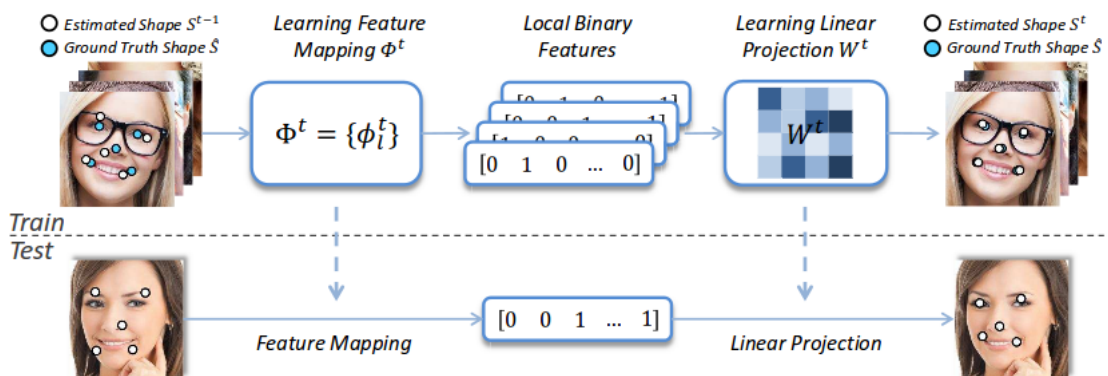 Estimated Shape S^{t-1}
Ground Truth Shape Ŝ
Learning Feature
Mapping Φ^t
Local Binary
Features
Learning Linear
Projection W^t
Estimated Shape S^t
Ground Truth Shape Ŝ
Φ^t = {ϕ_l^t}
[0 1 0 ... 0]
W^t
Train
Test
[0 0 1 ... 1]
Feature Mapping
Linear Projection